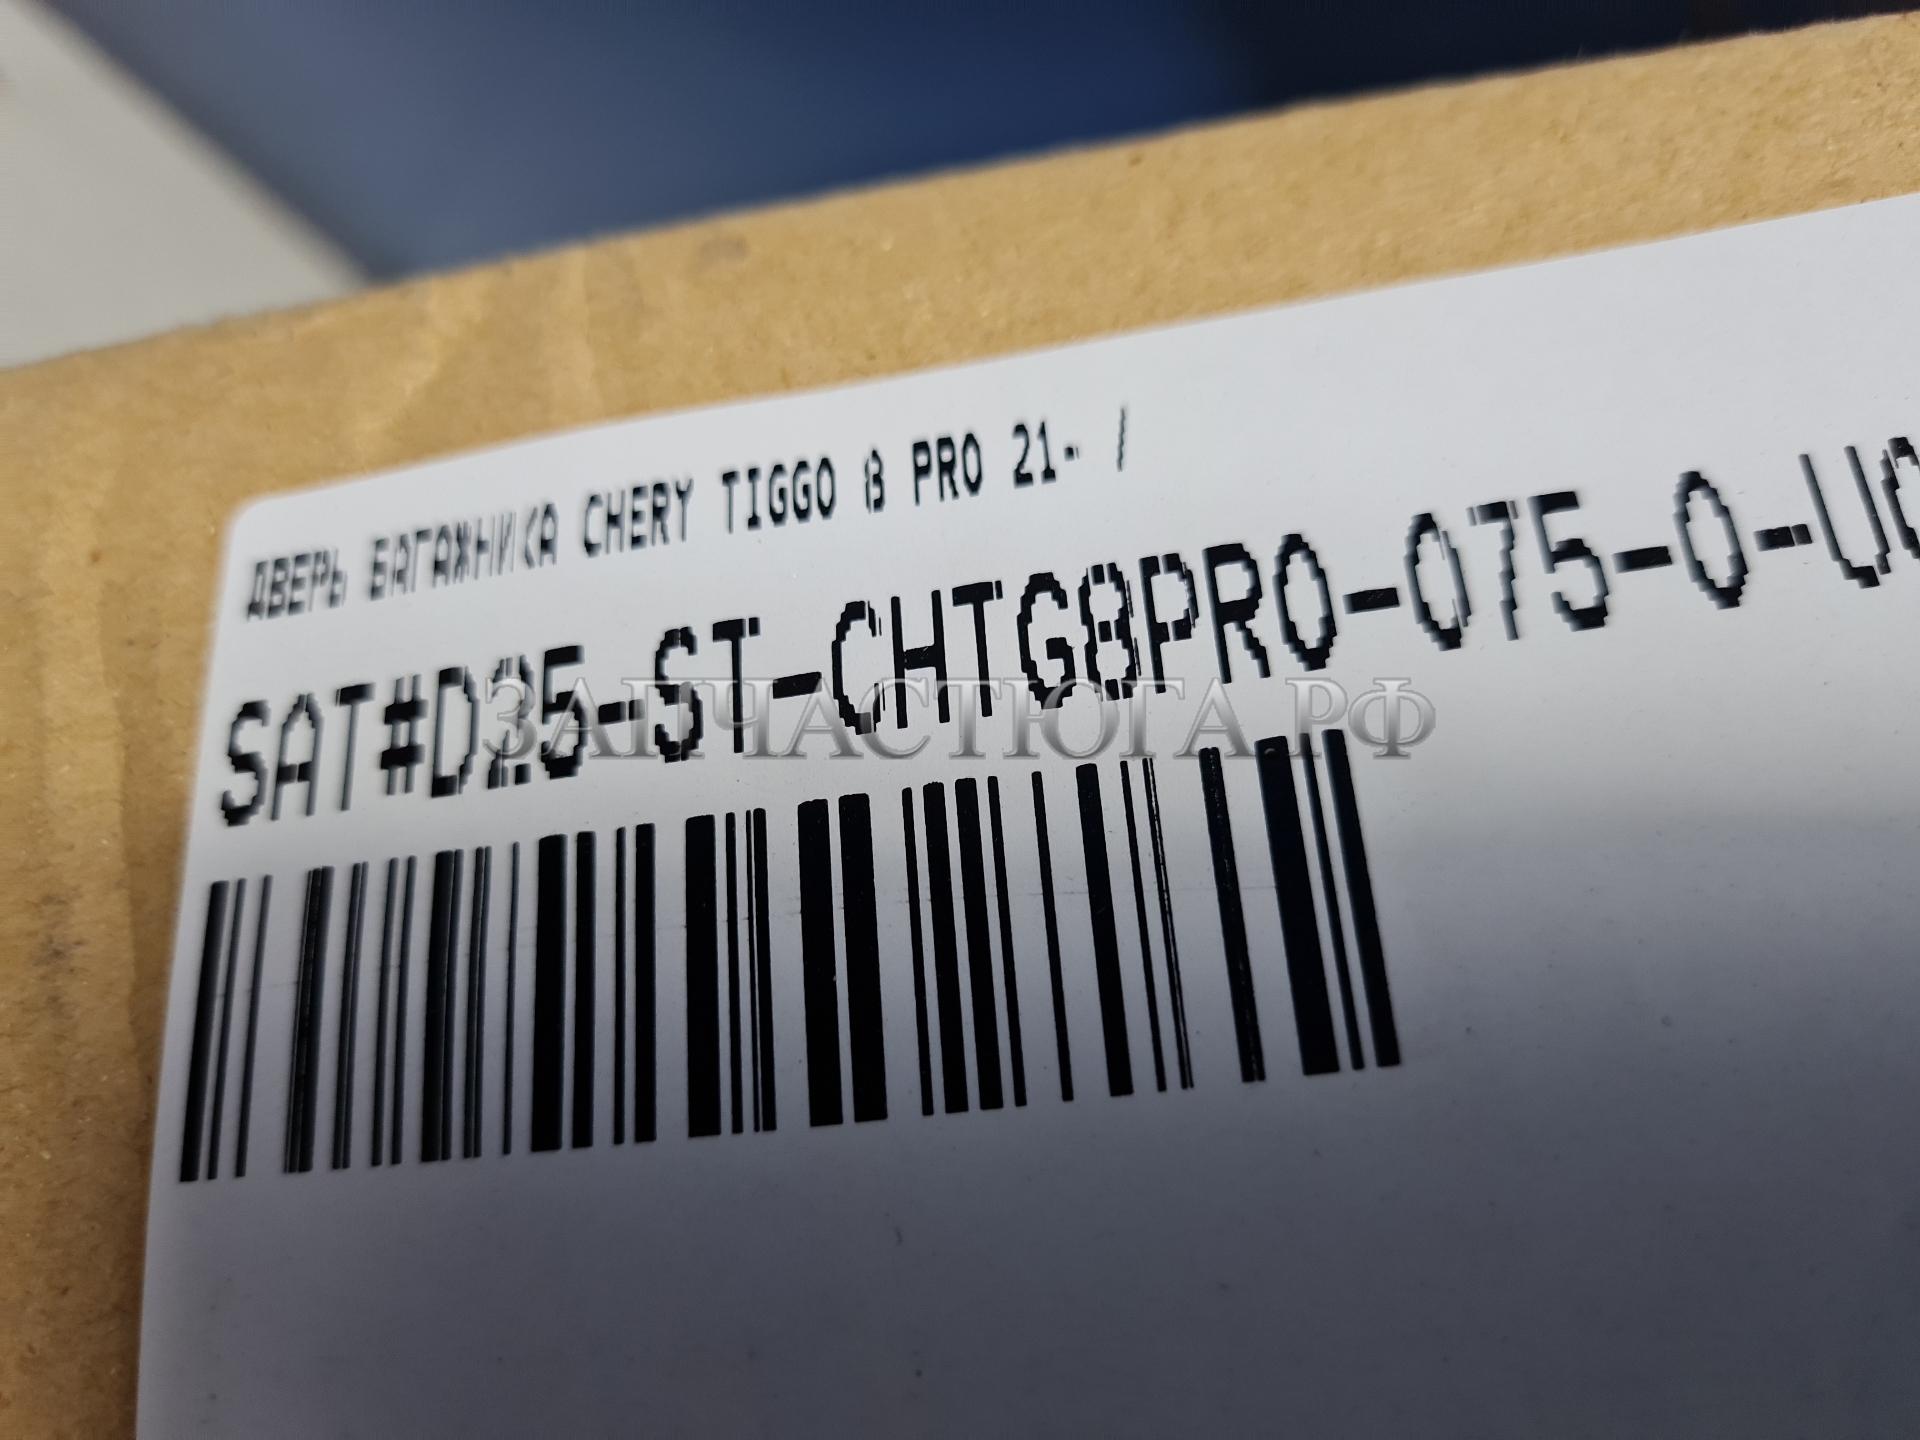 ДВЕРЬ БАГАЖНИКА CHERY TIGGO 8 PRO 21- /
SAT#D25-ST-CHTG8PRO-075-0-U0
ЗАПЧАСТЮГА.РФ